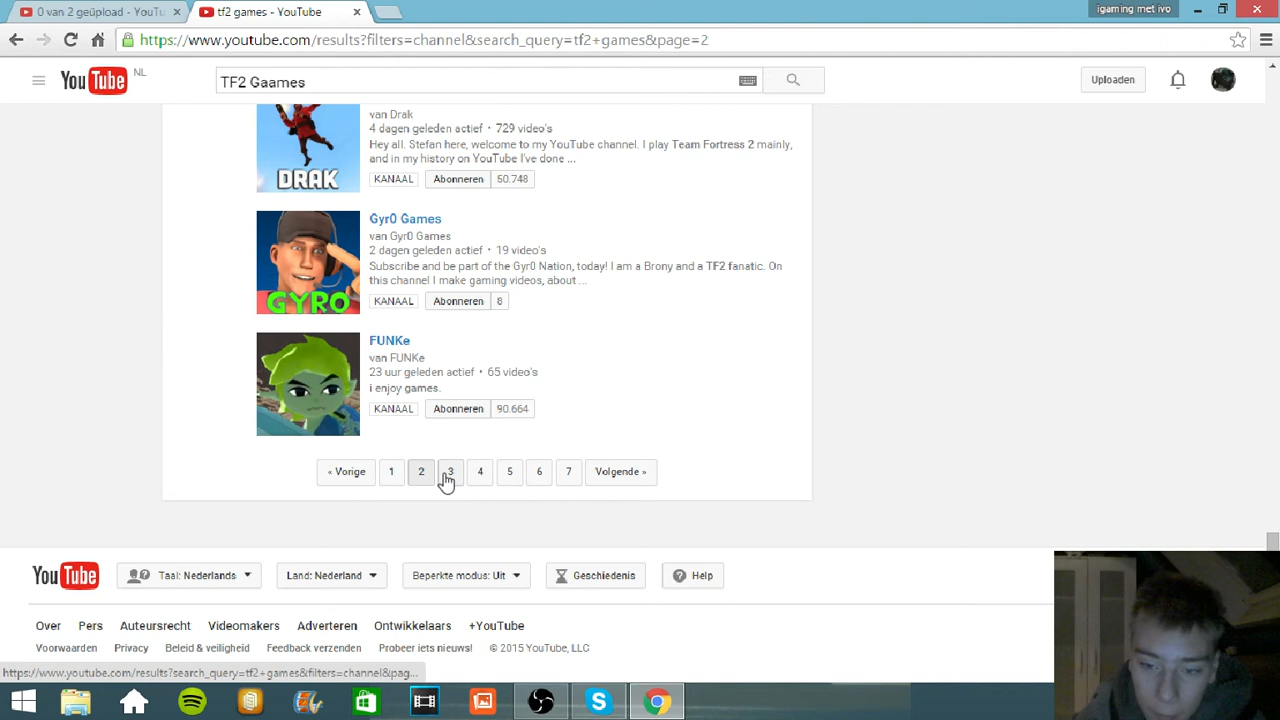 0 van 2 geüpload - YouTu
tf2 games - YouTube
igaming met ivo
https://www.youtube.com/results?filters=channel&search_query=tf2+games&page=2
YouTube NL
TF2 Gaames
Uploaden
van Drak
4 dagen geleden actief • 729 video's
Hey all. Stefan here, welcome to my YouTube channel. I play Team Fortress 2 mainly,
and in my history on YouTube I've done ...
DRAK
KANAAL Abonneren 50.748
Gyr0 Games
van Gyr0 Games
2 dagen geleden actief • 19 video's
Subscribe and be part of the Gyr0 Nation, today! I am a Brony and a TF2 fanatic. On
this channel I make gaming videos, about ...
GYRO
KANAAL Abonneren 8
FUNKe
van FUNKe
23 uur geleden actief • 65 video's
i enjoy games.
KANAAL Abonneren 90.664
« Vorige 1 2 3 4 5 6 7 Volgende »
YouTube Taal: Nederlands Land: Nederland Beperkte modus: Uit Geschiedenis Help
Over Pers Auteursrecht Videomakers Adverteren Ontwikkelaars +YouTube
Voorwaarden Privacy Beleid & veiligheid Feedback verzenden Probeer iets nieuws! © 2015 YouTube, LLC
https://www.youtube.com/results?search_query=tf2+games&filters=channel&pag...